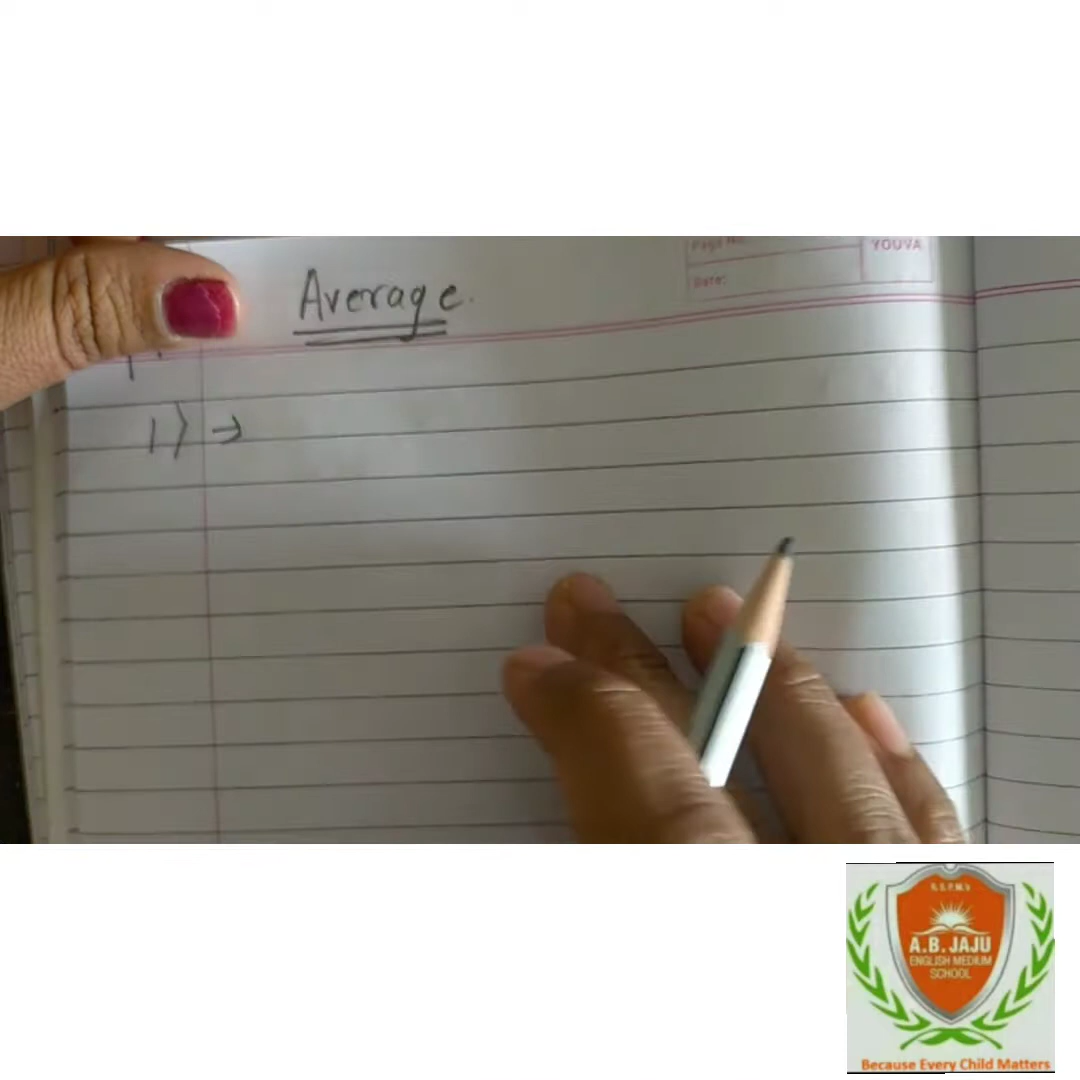 Page No.
YOUVA
Date:
Average.
1) →
A.B. JAJU
ENGLISH MEDIUM
SCHOOL
Because Every Child Matters